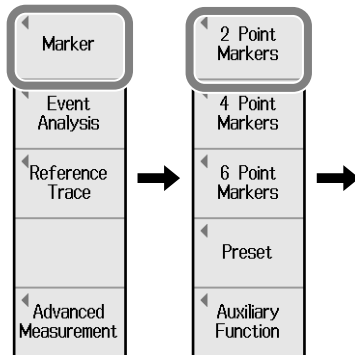 Marker
Event
Analysis
Reference
Trace
Advanced
Measurement
2 Point
Markers
4 Point
Markers
6 Point
Markers
Preset
Auxiliary
Function